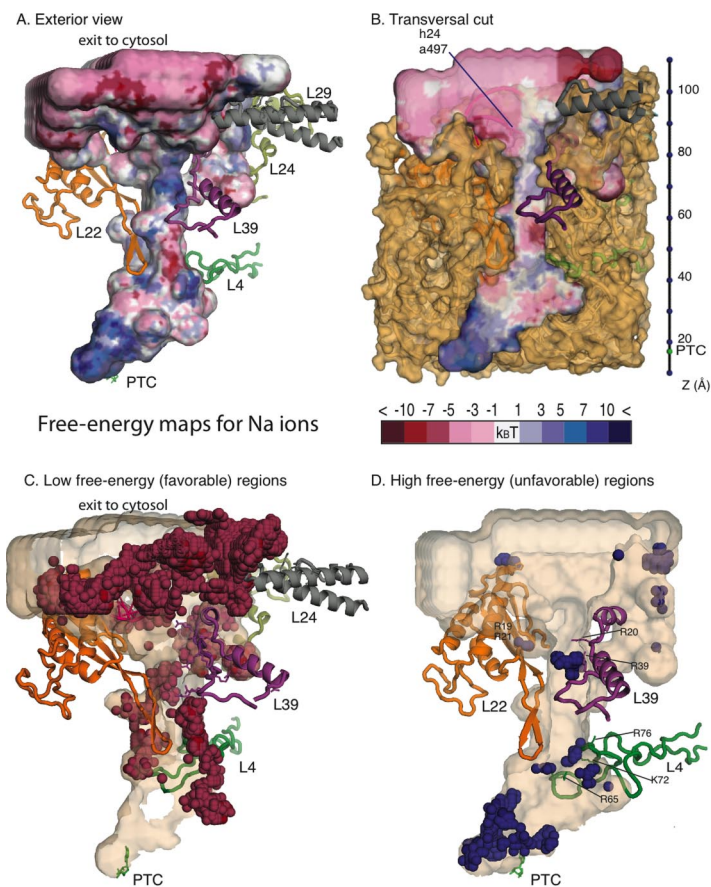 A. Exterior view
exit to cytosol
L29
L24
L22
L39
L4
PTC
B. Transversal cut
h24
a497
100
80
60
40
20
PTC
Z (Å)
Free-energy maps for Na ions
< -10 -7 -5 -3 -1 1 3 5 7 10 <
kBT
C. Low free-energy (favorable) regions
exit to cytosol
L24
L39
L22
L4
PTC
D. High free-energy (unfavorable) regions
R19
R21
R20
R39
L39
L22
R76
L4
K72
R65
PTC